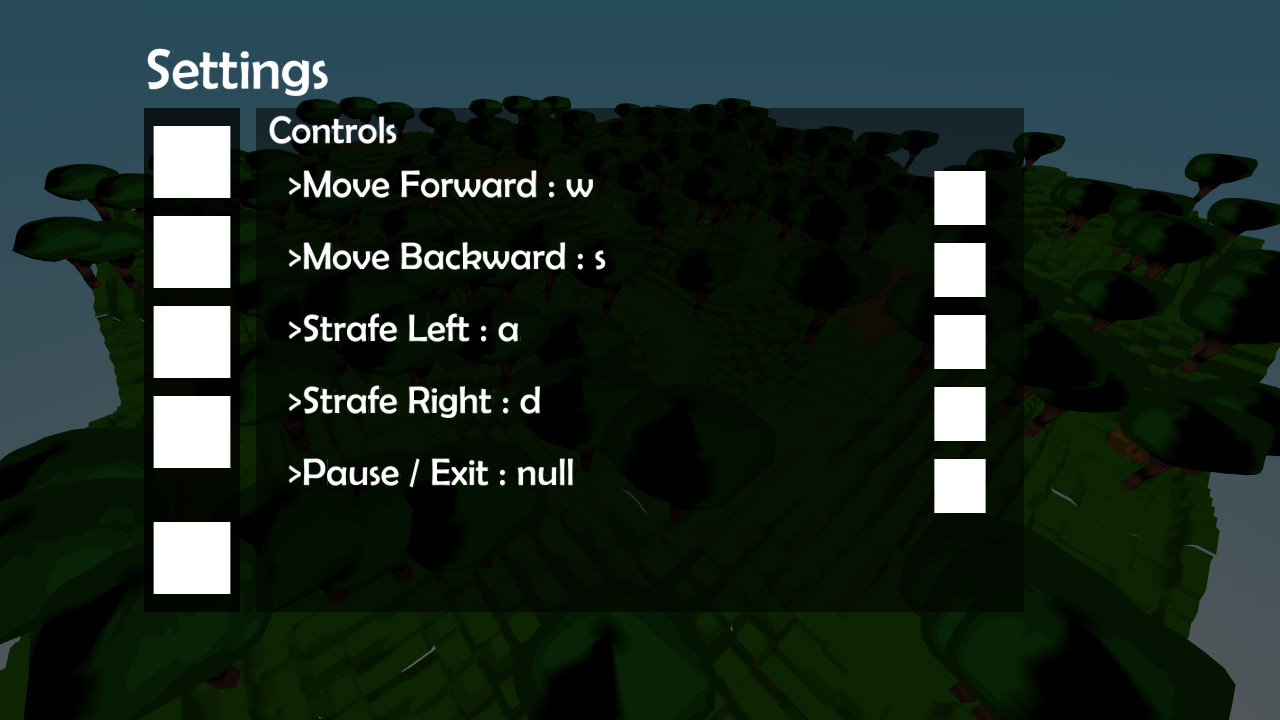 Settings
Controls
>Move Forward : w
>Move Backward : s
>Strafe Left : a
>Strafe Right : d
>Pause / Exit : null